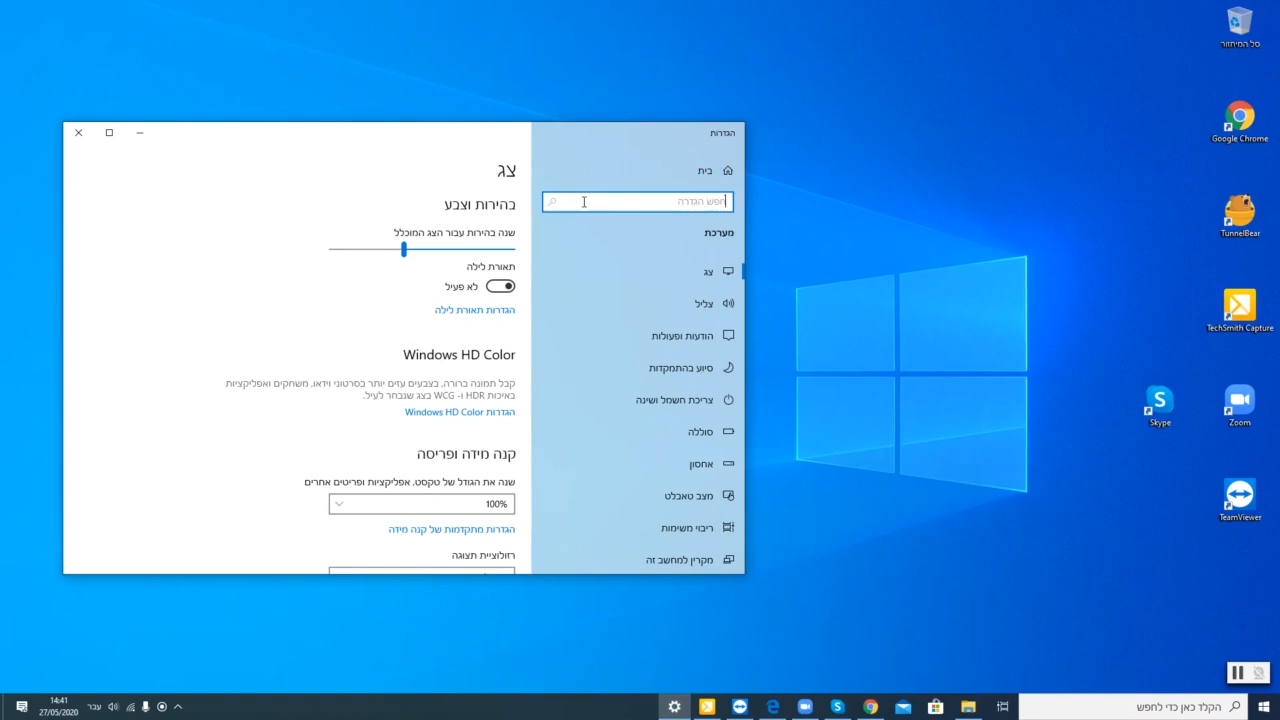 סל המיחזור
Google Chrome
TunnelBear
TechSmith Capture
Skype
Zoom
TeamViewer
הגדרות
בית
חפש הגדרה
מערכת
צג
צליל
הודעות ופעולות
סיוע בהתמקדות
צריכת חשמל ושינה
סוללה
אחסון
מצב טאבלט
ריבוי משימות
מקרין למחשב זה
צג
בהירות וצבע
שנה בהירות עבור הצג המוכלל
תאורת לילה
לא פעיל
הגדרות תאורת לילה
Windows HD Color
קבל תמונה ברורה, בצבעים עזים יותר בסרטוני וידאו, משחקים ואפליקציות
באיכות HDR ו- WCG בצג שנבחר לעיל.
הגדרות Windows HD Color
קנה מידה ופריסה
שנה את הגודל של טקסט, אפליקציות ופריטים אחרים
100%
הגדרות מתקדמות של קנה מידה
רזולוציית תצוגה
הקלד כאן כדי לחפש
עבר
14:41
27/05/2020